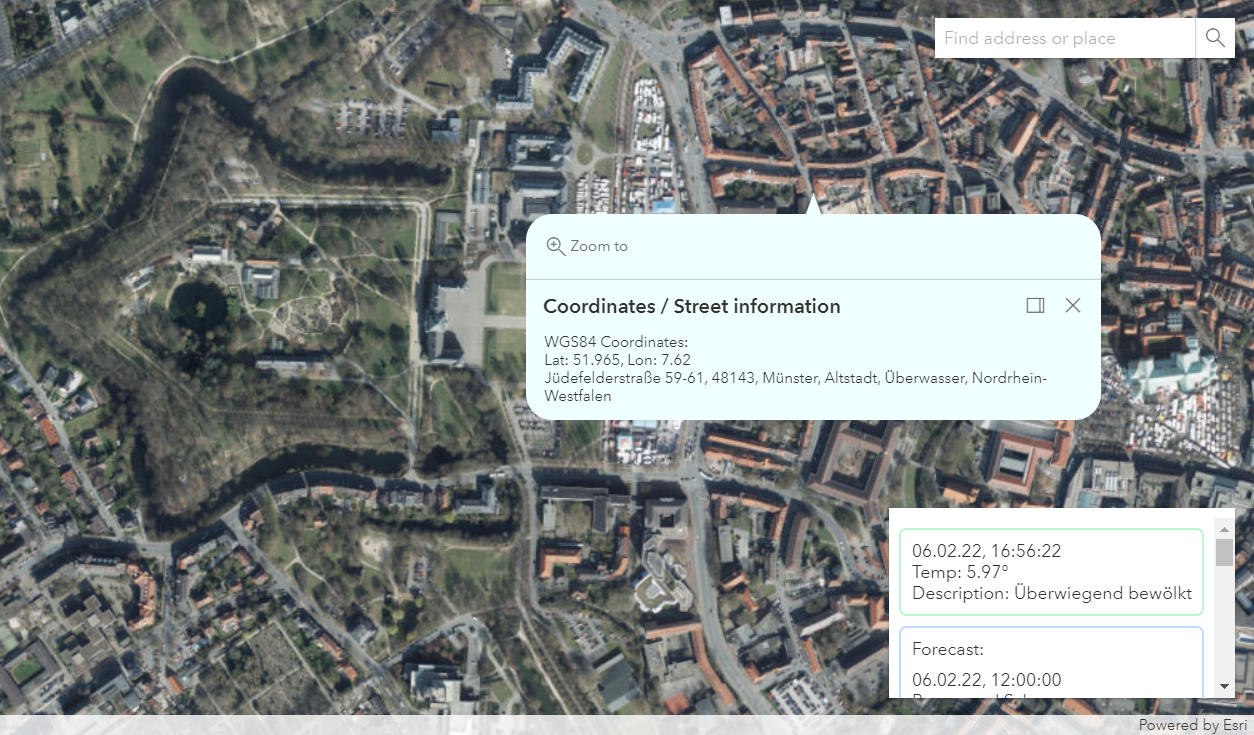 Find address or place
Zoom to
Coordinates / Street information
WGS84 Coordinates:
Lat: 51.965, Lon: 7.62
Jüdefelderstraße 59-61, 48143, Münster, Altstadt, Überwasser, Nordrhein-
Westfalen
06.02.22, 16:56:22
Temp: 5.97°
Description: Überwiegend bewölkt
Forecast:
06.02.22, 12:00:00
Powered by Esri